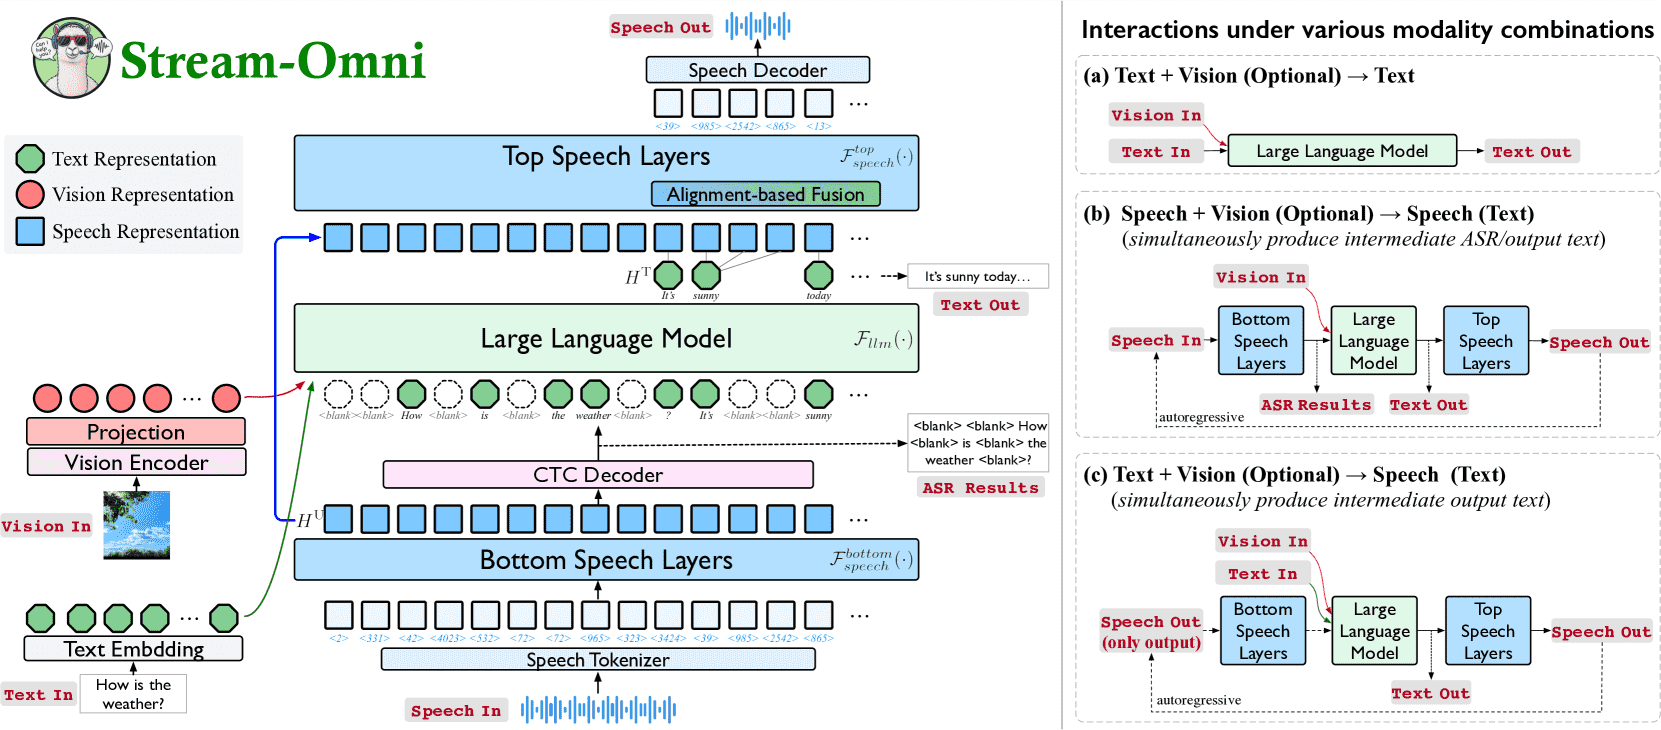 Can I help you?
Stream-Omni
Text Representation
Vision Representation
Speech Representation
Speech Out
Speech Decoder
<39> <985> <2542> <865> <13> ...
Top Speech Layers
F^{top}_{speech}(·)
Alignment-based Fusion
...
H^T
It's sunny today
... It's sunny today...
Text Out
Large Language Model
F_{llm}(·)
...
<blank> <blank> How <blank> is <blank> the weather <blank> ? It's <blank> <blank> sunny
<blank> <blank> How
<blank> is <blank> the
weather <blank>?
ASR Results
CTC Decoder
H^U
...
Bottom Speech Layers
F^{bottom}_{speech}(·)
...
<2> <331> <42> <4023> <532> <72> <72> <965> <323> <3424> <39> <985> <2542> <865>
Speech Tokenizer
Speech In
...
Projection
Vision Encoder
Vision In
...
Text Embdding
Text In
How is the
weather?
Interactions under various modality combinations
(a) Text + Vision (Optional) → Text
Vision In
Text In
Large Language Model
Text Out
(b) Speech + Vision (Optional) → Speech (Text)
(simultaneously produce intermediate ASR/output text)
Vision In
Speech In
Bottom
Speech
Layers
Large
Language
Model
Top
Speech
Layers
Speech Out
ASR Results
Text Out
autoregressive
(c) Text + Vision (Optional) → Speech (Text)
(simultaneously produce intermediate output text)
Vision In
Text In
Speech Out
(only output)
Bottom
Speech
Layers
Large
Language
Model
Top
Speech
Layers
Speech Out
Text Out
autoregressive